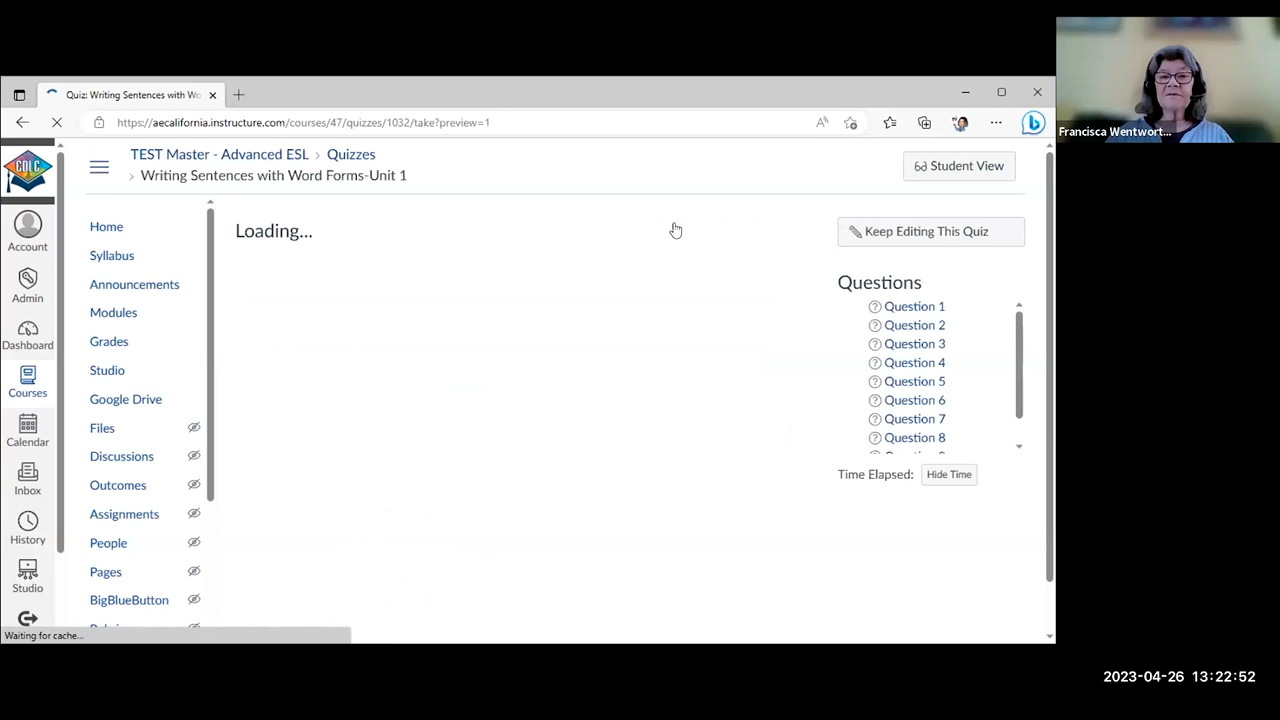 Quiz: Writing Sentences with Wo
https://aecalifornia.instructure.com/courses/47/quizzes/1032/take?preview=1
Francisca Wentwort...
CDLC
TEST Master - Advanced ESL > Quizzes
> Writing Sentences with Word Forms-Unit 1
Student View
Account
Admin
Dashboard
Courses
Calendar
Inbox
History
Studio
Home
Syllabus
Announcements
Modules
Grades
Studio
Google Drive
Files
Discussions
Outcomes
Assignments
People
Pages
BigBlueButton
Loading...
Keep Editing This Quiz
Questions
Question 1
Question 2
Question 3
Question 4
Question 5
Question 6
Question 7
Question 8
Time Elapsed: Hide Time
Waiting for cache...
2023-04-26 13:22:52